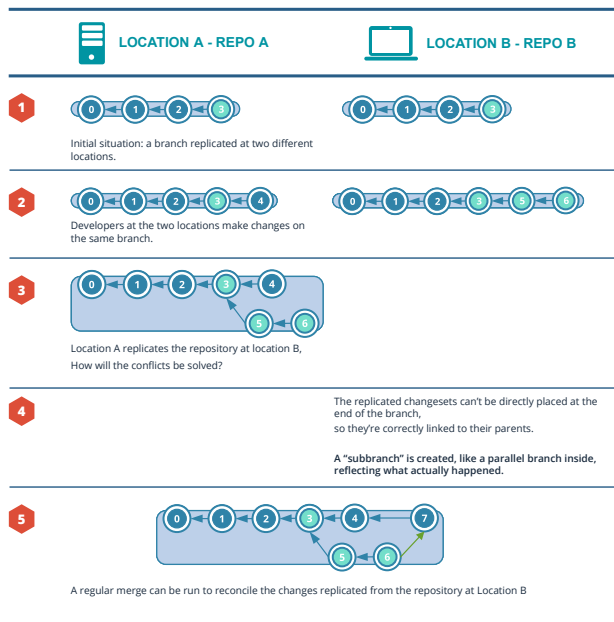 LOCATION A - REPO A
LOCATION B - REPO B
1
0 1 2 3
0 1 2 3
Initial situation: a branch replicated at two different
locations.
2
0 1 2 3 4
0 1 2 3 5 6
Developers at the two locations make changes on
the same branch.
3
0 1 2 3 4
5 6
Location A replicates the repository at location B,
How will the conflicts be solved?
4
The replicated changesets can't be directly placed at the
end of the branch,
so they're correctly linked to their parents.
A “subbranch” is created, like a parallel branch inside,
reflecting what actually happened.
5
0 1 2 3 4 7
5 6
A regular merge can be run to reconcile the changes replicated from the repository at Location B